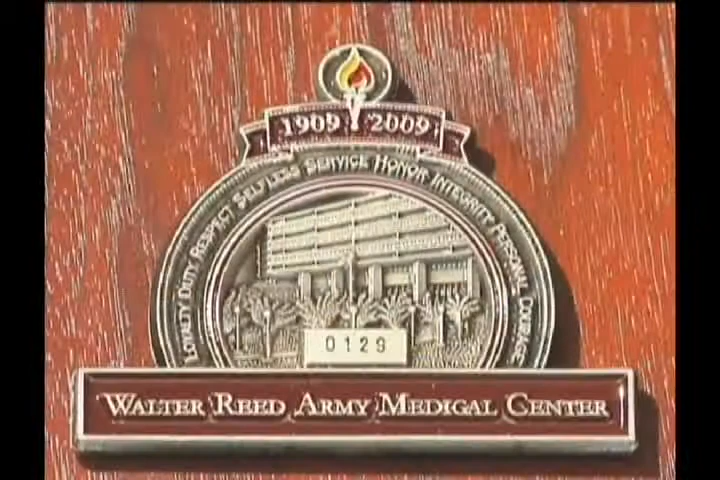 1909 2009
LOYALTY DUTY RESPECT SELFLESS SERVICE HONOR INTEGRITY PERSONAL COURAGE
0129
WALTER REED ARMY MEDICAL CENTER